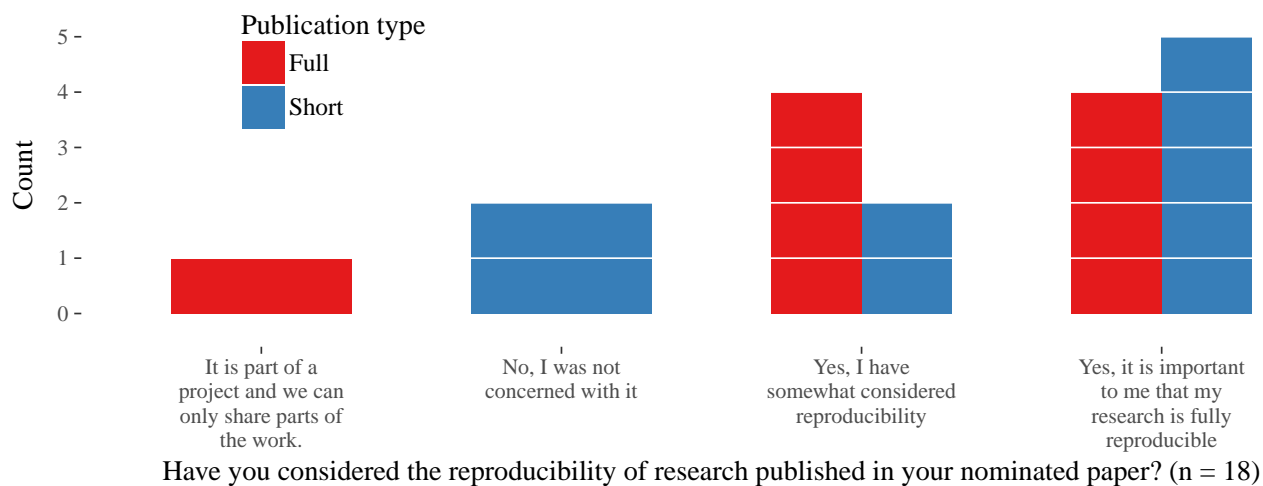 Publication type
Full
Short
Count
5
4
3
2
1
0
It is part of a
project and we can
only share parts of
the work.
No, I was not
concerned with it
Yes, I have
somewhat considered
reproducibility
Yes, it is important
to me that my
research is fully
reproducible
Have you considered the reproducibility of research published in your nominated paper? (n = 18)